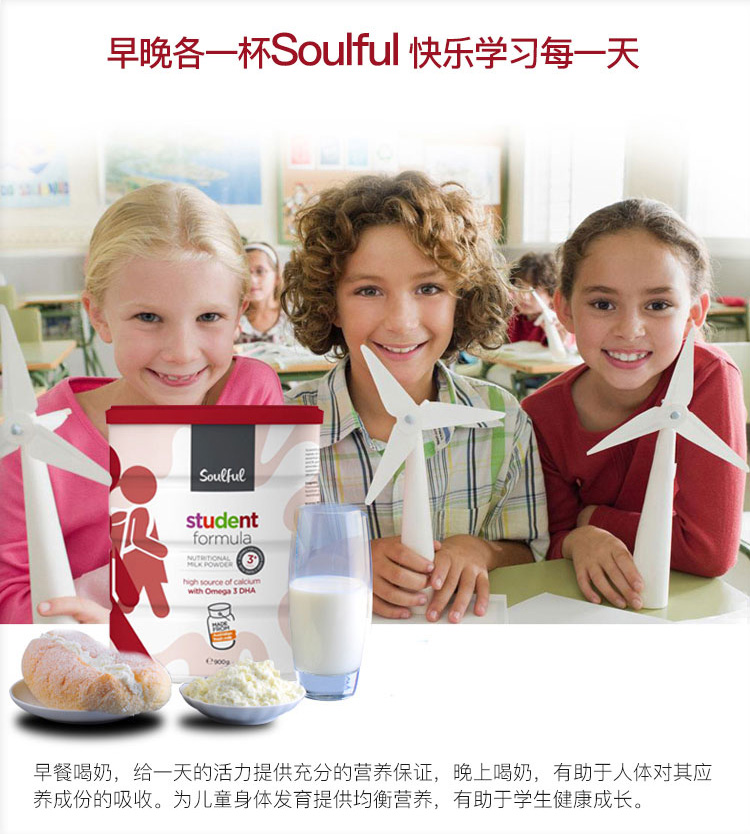 早晚各一杯Soulful 快乐学习每一天
Soulful
student
formula
NUTRITIONAL
MILK POWDER
3+
high source of calcium
with Omega 3 DHA
MADE
FROM
℮900g
早餐喝奶，给一天的活力提供充分的营养保证，晚上喝奶，有助于人体对其应
养成份的吸收。为儿童身体发育提供均衡营养，有助于学生健康成长。